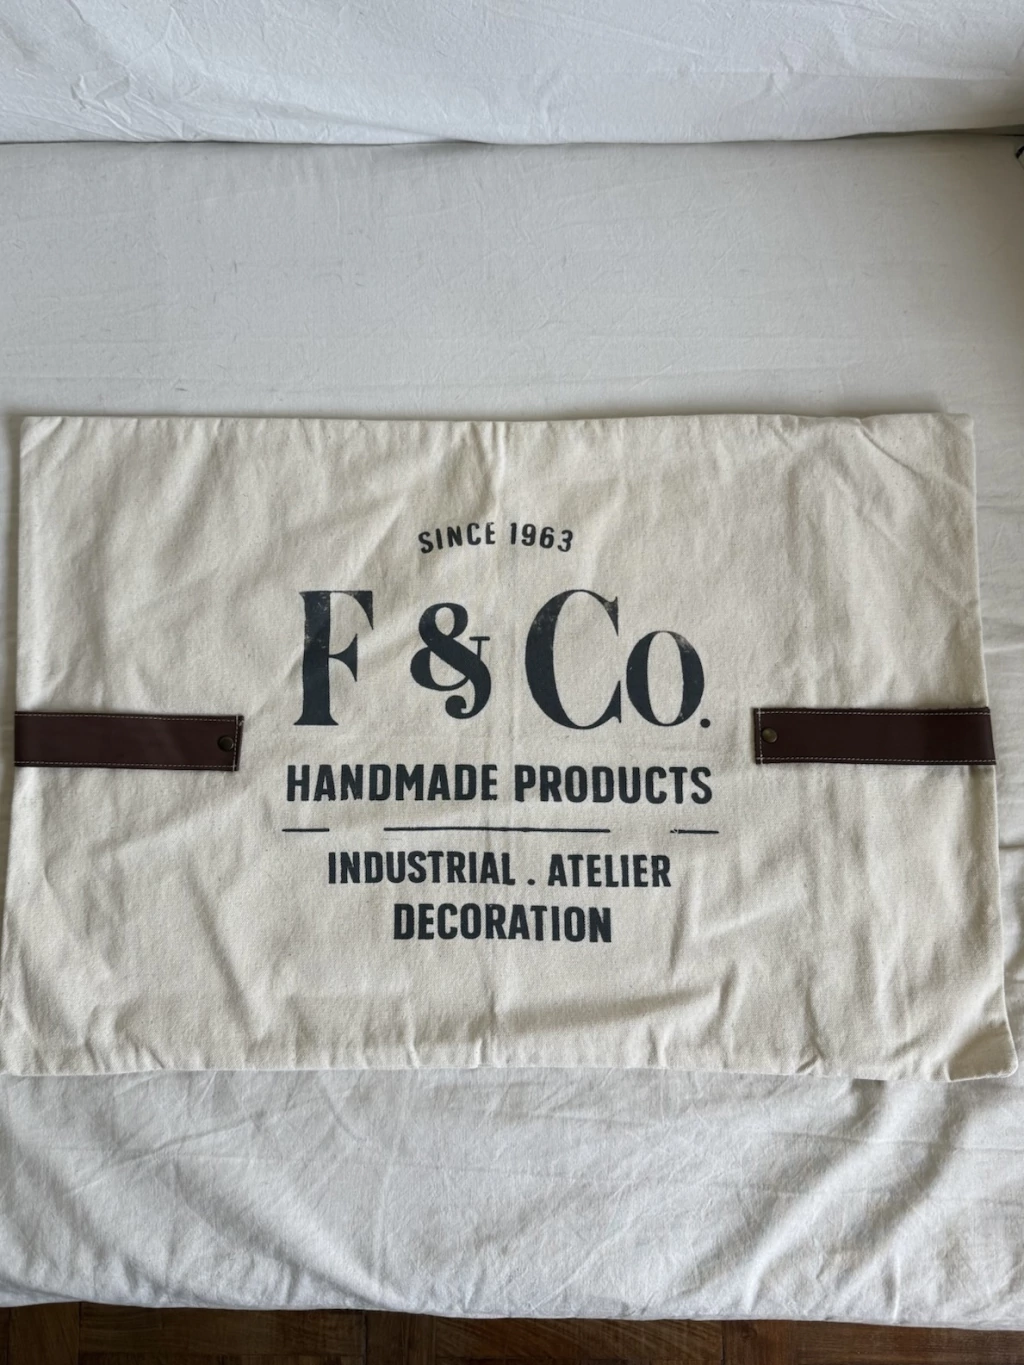 SINCE 1963
F & Co.
HANDMADE PRODUCTS
INDUSTRIAL . ATELIER
DECORATION